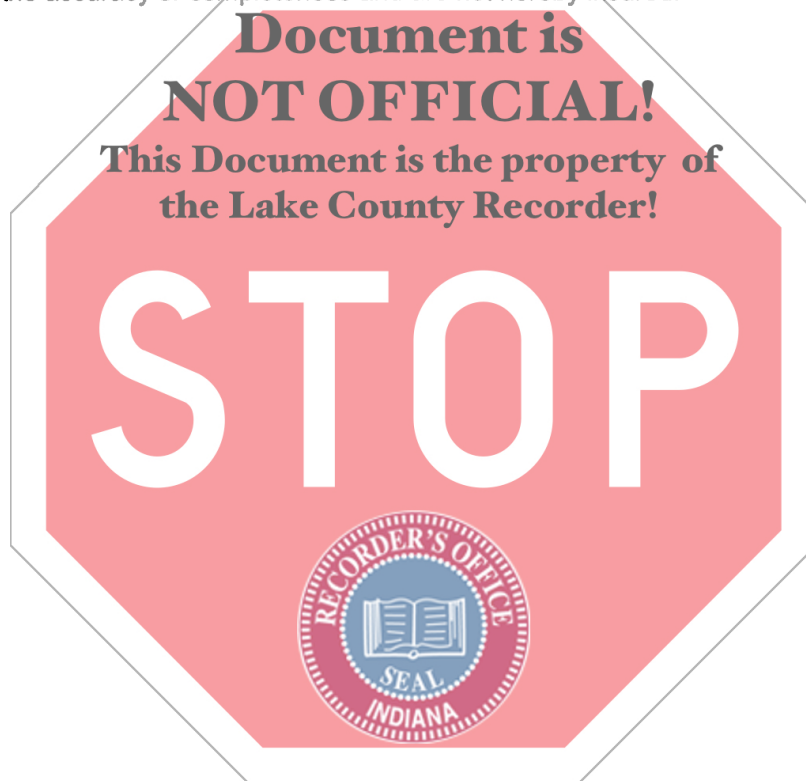 Document is
NOT OFFICIAL!
This Document is the property of
the Lake County Recorder!
STOP
RECORDER'S OFFICE
SEAL
INDIANA